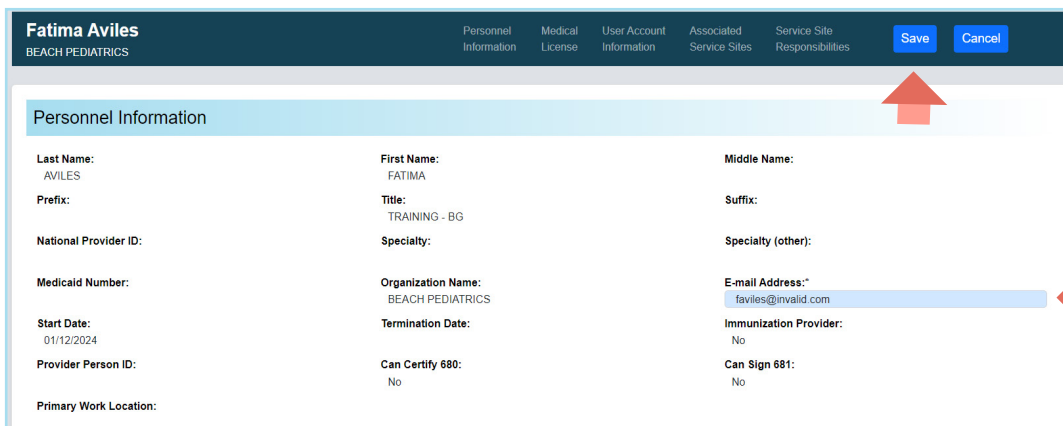 Fatima Aviles
BEACH PEDIATRICS
Personnel Information
Medical License
User Account Information
Associated Service Sites
Service Site Responsibilities
Save
Cancel
Personnel Information
Last Name:
AVILES
First Name:
FATIMA
Middle Name:
Prefix:
Title:
TRAINING - BG
Suffix:
National Provider ID:
Specialty:
Specialty (other):
Medicaid Number:
Organization Name:
BEACH PEDIATRICS
E-mail Address:*
faviles@invalid.com
Start Date:
01/12/2024
Termination Date:
Immunization Provider:
No
Provider Person ID:
Can Certify 680:
No
Can Sign 681:
No
Primary Work Location: